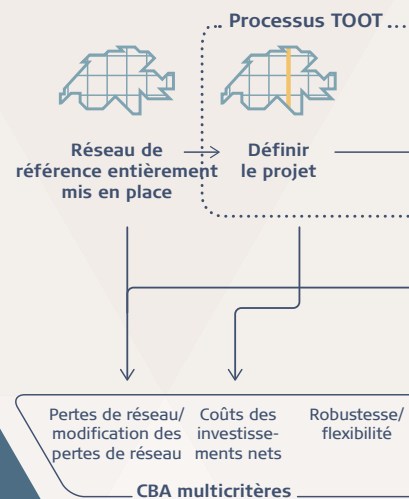 Processus TOOT
Réseau de
référence entièrement
mis en place
Définir
le projet
Pertes de réseau/
modification des
pertes de réseau
Coûts des
investisse-
ments nets
Robustesse/
flexibilité
CBA multicritères